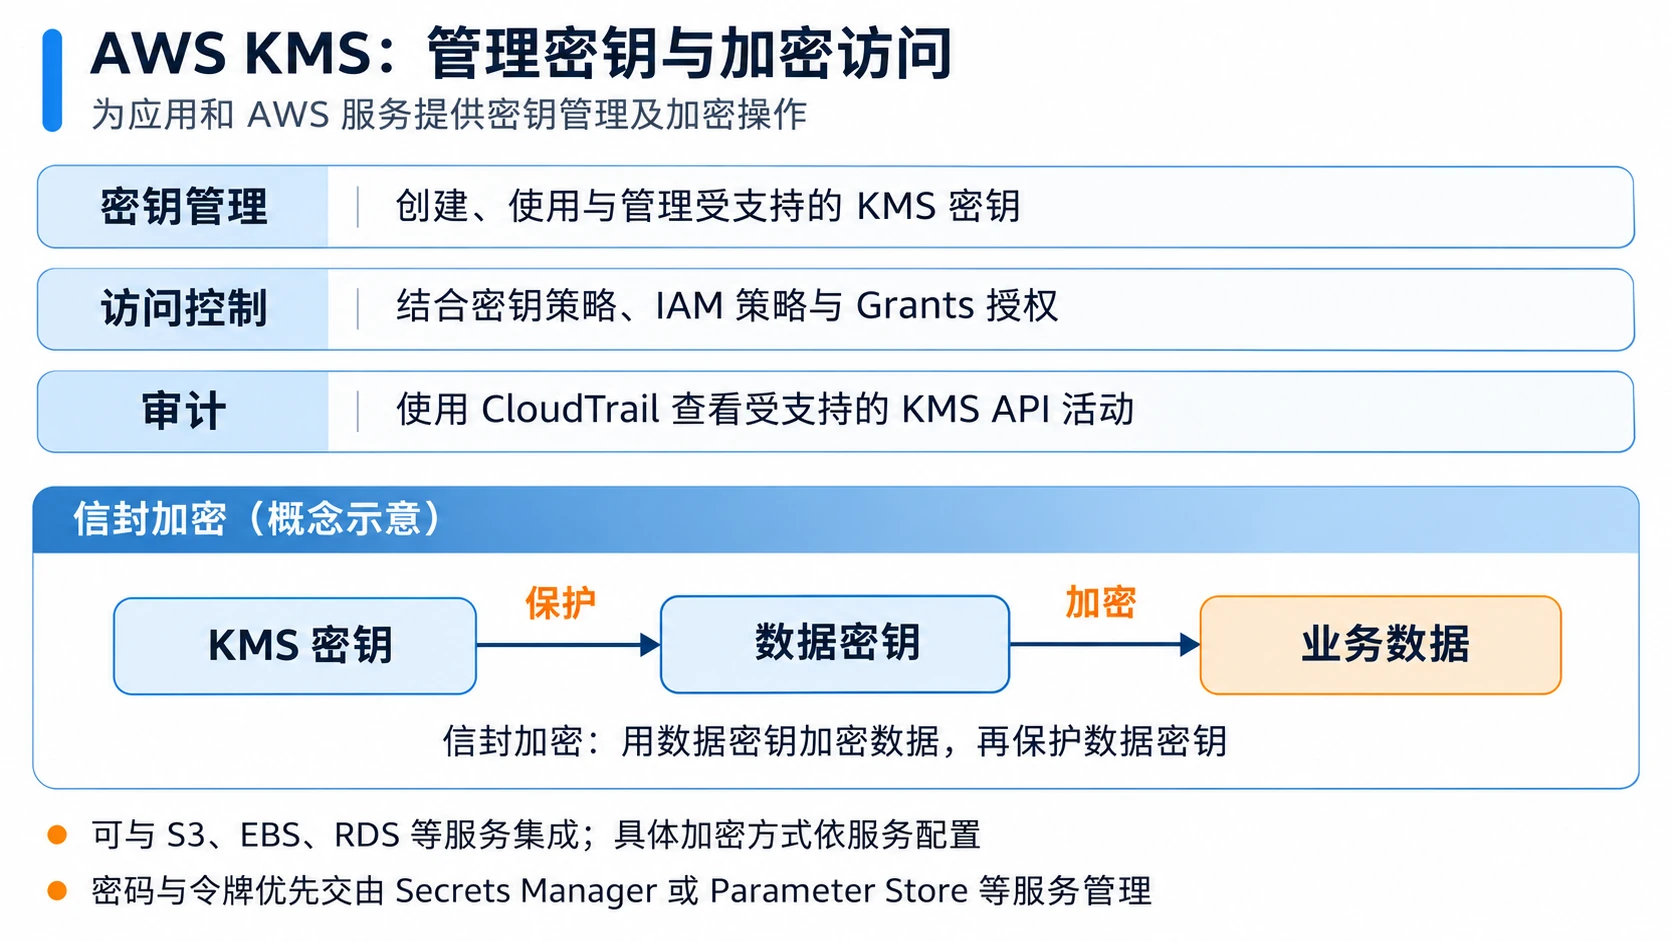 AWS KMS：管理密钥与加密访问
为应用和 AWS 服务提供密钥管理及加密操作
密钥管理
创建、使用与管理受支持的 KMS 密钥
访问控制
结合密钥策略、IAM 策略与 Grants 授权
审计
使用 CloudTrail 查看受支持的 KMS API 活动
信封加密（概念示意）
KMS 密钥
保护
数据密钥
加密
业务数据
信封加密：用数据密钥加密数据，再保护数据密钥
可与 S3、EBS、RDS 等服务集成；具体加密方式依服务配置
密码与令牌优先交由 Secrets Manager 或 Parameter Store 等服务管理